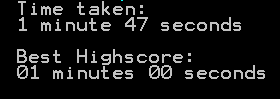 Time taken:
1 minute 47 seconds
Best Highscore:
01 minutes 00 seconds